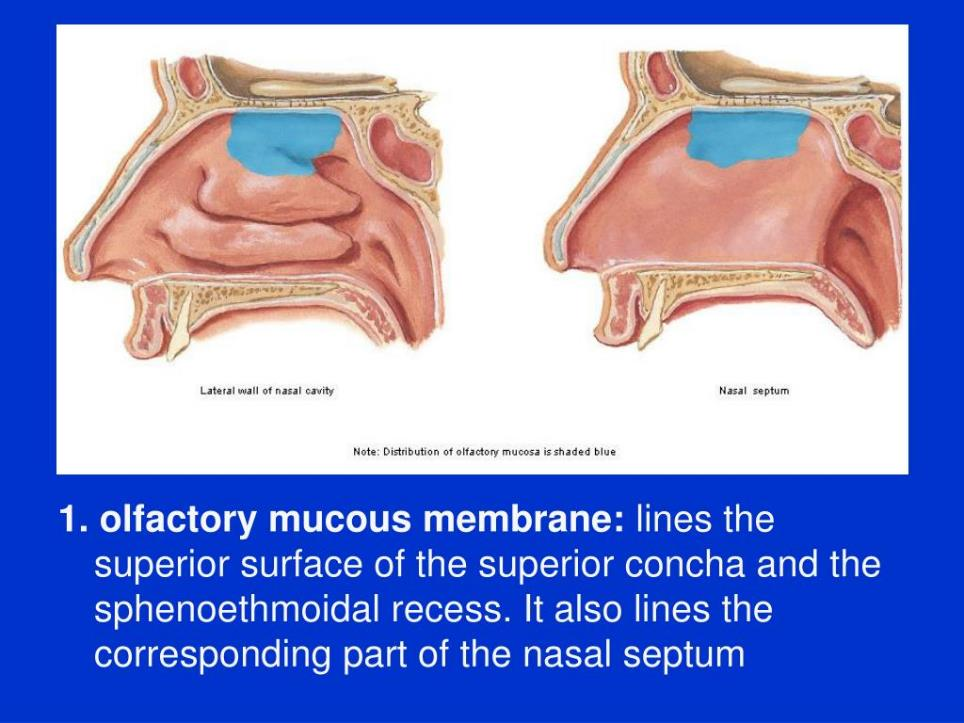 Lateral wall of nasal cavity
Nasal septum
Note: Distribution of olfactory mucosa is shaded blue
1. olfactory mucous membrane: lines the
superior surface of the superior concha and the
sphenoethmoidal recess. It also lines the
corresponding part of the nasal septum